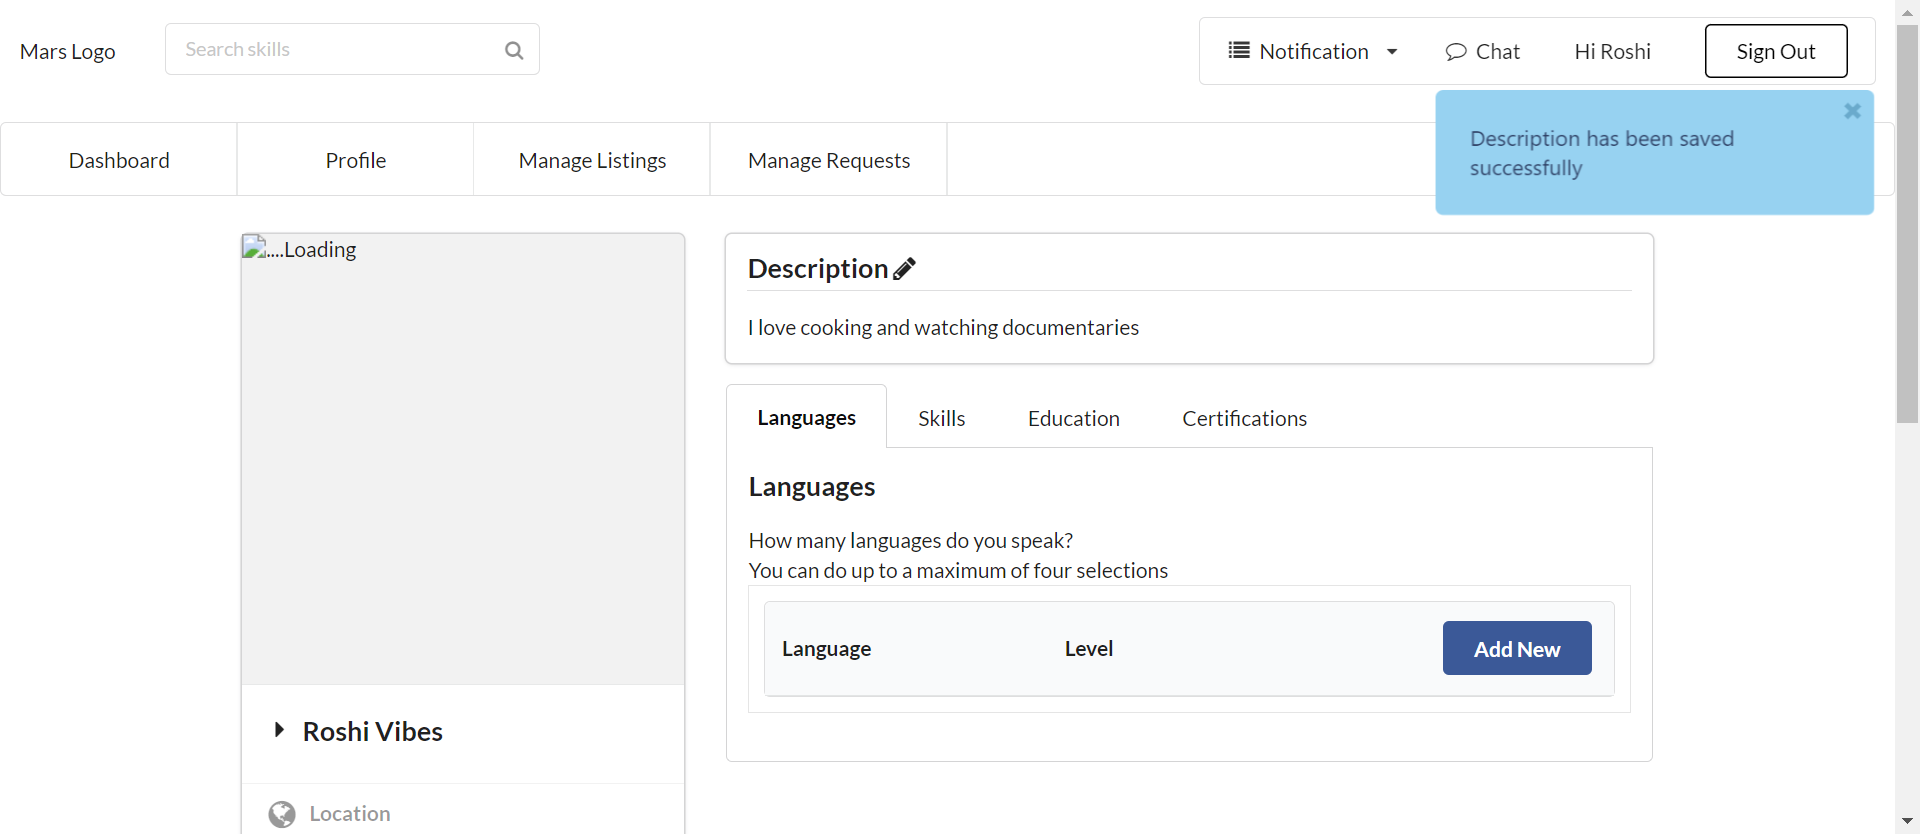 Mars Logo
Search skills
Notification
Chat
Hi Roshi
Sign Out
Description has been saved
successfully
Dashboard
Profile
Manage Listings
Manage Requests
....Loading
Description
I love cooking and watching documentaries
Languages
Skills
Education
Certifications
Languages
How many languages do you speak?
You can do up to a maximum of four selections
Language
Level
Add New
Roshi Vibes
Location